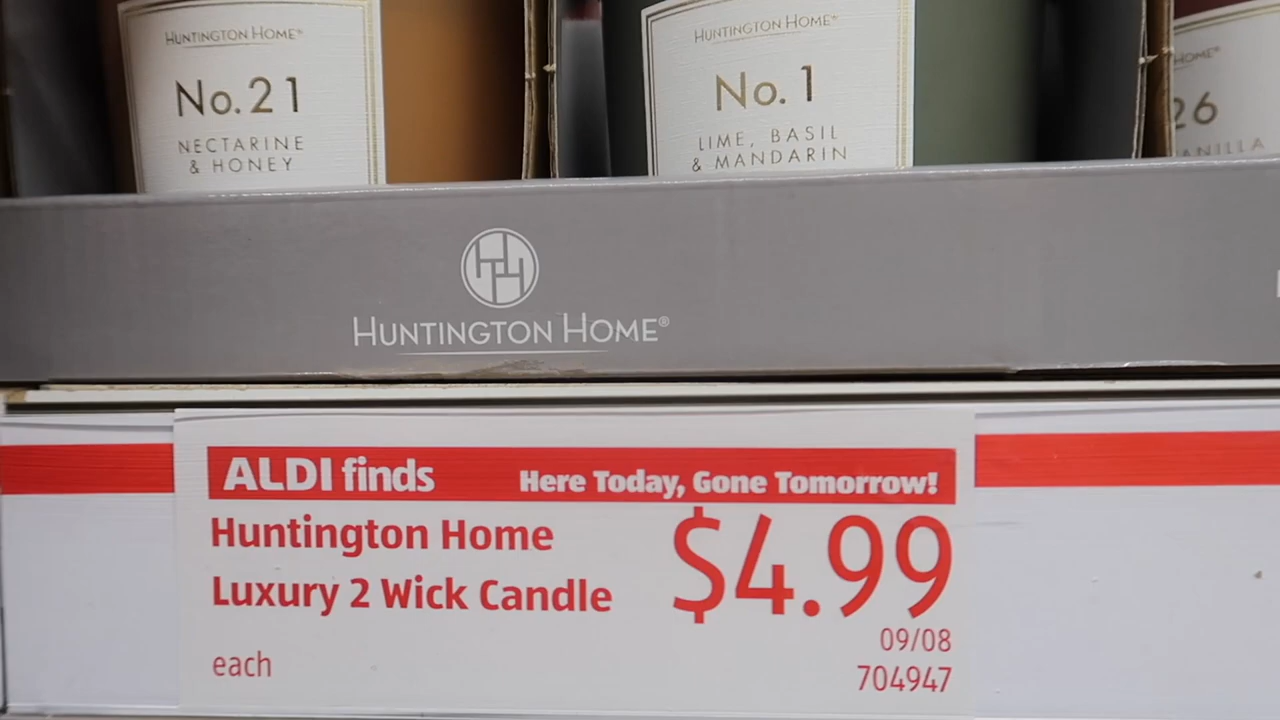 HUNTINGTON HOME®
No. 21
NECTARINE
& HONEY
HUNTINGTON HOME®
No. 1
LIME, BASIL
& MANDARIN
HOME®
26
HUNTINGTON HOME®
ALDI finds
Here Today, Gone Tomorrow!
Huntington Home
Luxury 2 Wick Candle
$4.99
each
09/08
704947